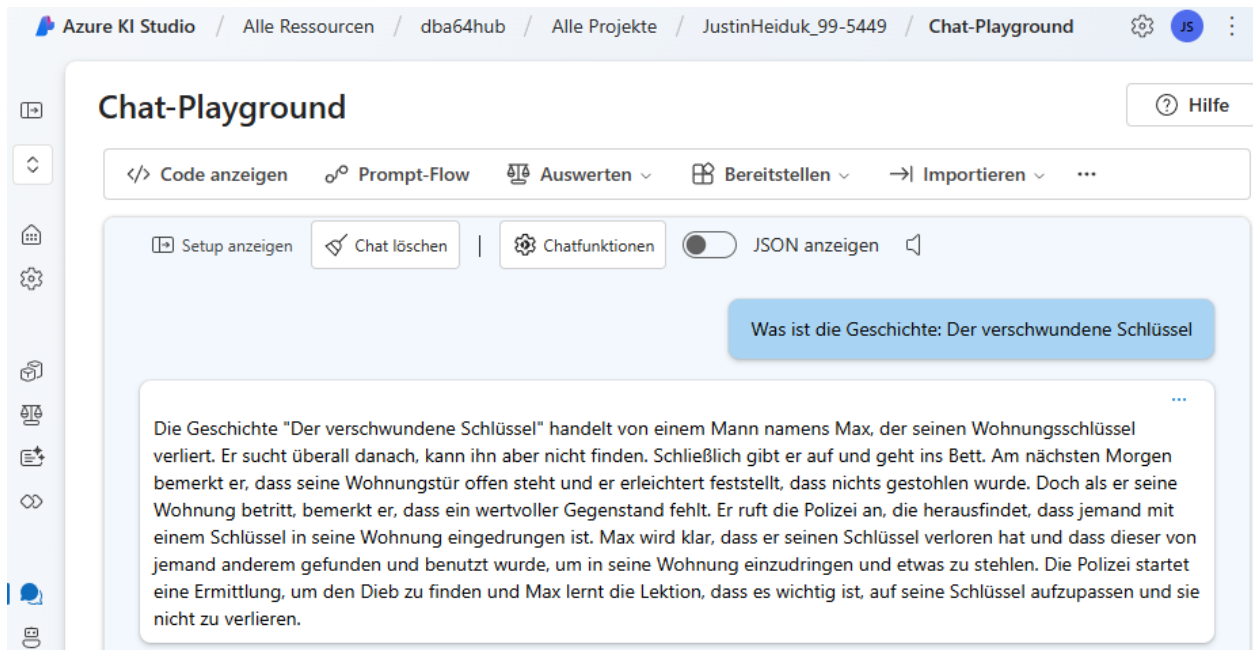 Azure KI Studio / Alle Ressourcen / dba64hub / Alle Projekte / JustinHeiduk_99-5449 / Chat-Playground JS
Chat-Playground
Hilfe
</> Code anzeigen Prompt-Flow Auswerten Bereitstellen Importieren ...
Setup anzeigen Chat löschen | Chatfunktionen JSON anzeigen
Was ist die Geschichte: Der verschwundene Schlüssel
...
Die Geschichte "Der verschwundene Schlüssel" handelt von einem Mann namens Max, der seinen Wohnungsschlüssel
verliert. Er sucht überall danach, kann ihn aber nicht finden. Schließlich gibt er auf und geht ins Bett. Am nächsten Morgen
bemerkt er, dass seine Wohnungstür offen steht und er erleichtert feststellt, dass nichts gestohlen wurde. Doch als er seine
Wohnung betritt, bemerkt er, dass ein wertvoller Gegenstand fehlt. Er ruft die Polizei an, die herausfindet, dass jemand mit
einem Schlüssel in seine Wohnung eingedrungen ist. Max wird klar, dass er seinen Schlüssel verloren hat und dass dieser von
jemand anderem gefunden und benutzt wurde, um in seine Wohnung einzudringen und etwas zu stehlen. Die Polizei startet
eine Ermittlung, um den Dieb zu finden und Max lernt die Lektion, dass es wichtig ist, auf seine Schlüssel aufzupassen und sie
nicht zu verlieren.